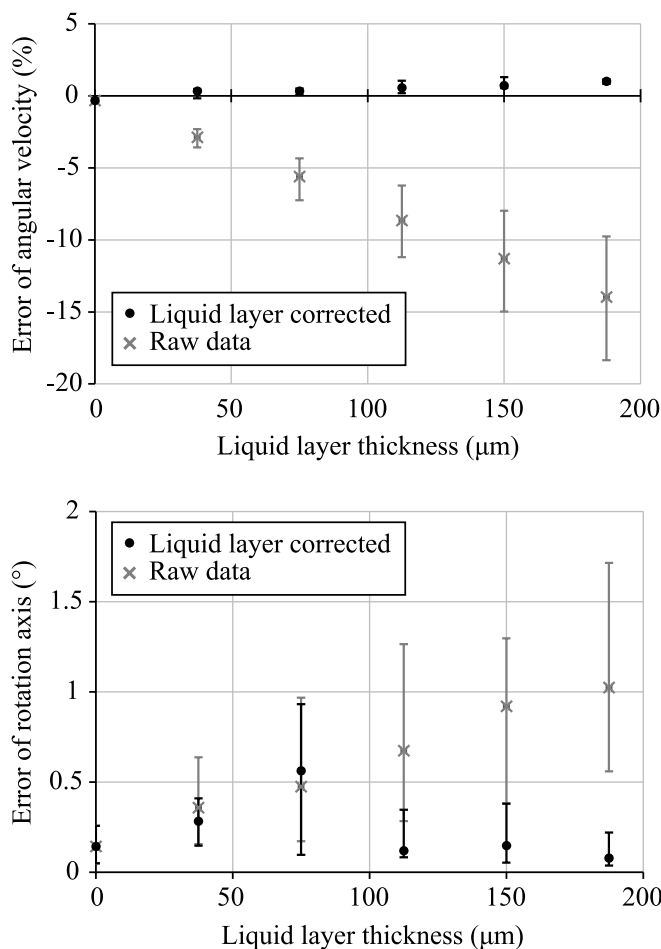 5
0
-5
-10
-15
-20
Error of angular velocity (%)
Liquid layer corrected
Raw data
0 50 100 150 200
Liquid layer thickness (μm)
2
1.5
1
0.5
0
Error of rotation axis (°)
Liquid layer corrected
Raw data
0 50 100 150 200
Liquid layer thickness (μm)